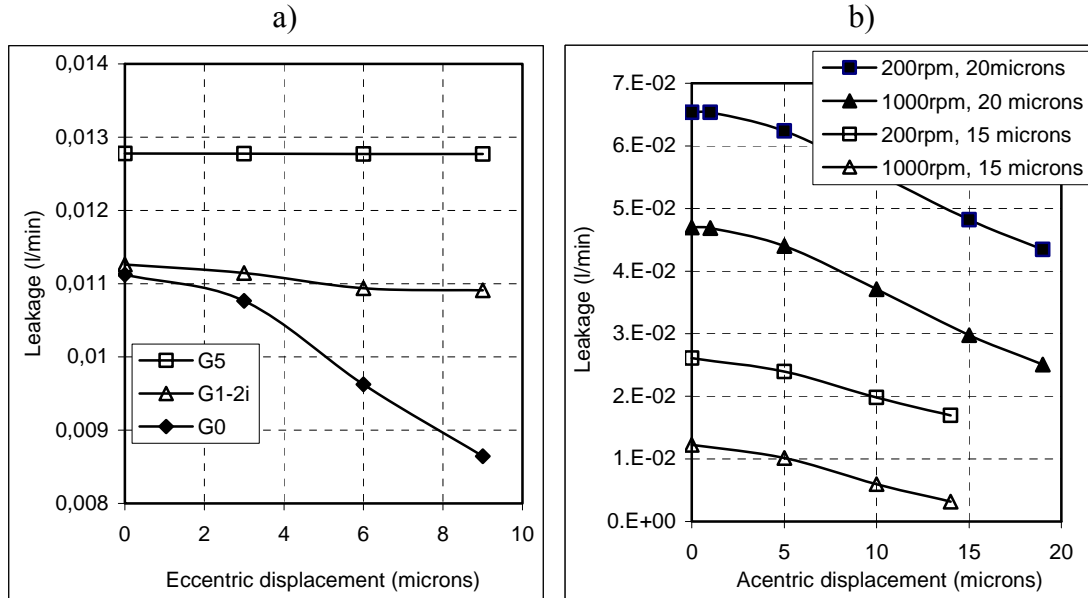 a)
0,014
0,013
0,012
0,011
0,01
0,009
0,008
Leakage (l/min)
G5
G1-2i
G0
0
2
4
6
8
10
Eccentric displacement (microns)
b)
7.E-02
6.E-02
5.E-02
4.E-02
3.E-02
2.E-02
1.E-02
0.E+00
Leakage (l/min)
200rpm, 20microns
1000rpm, 20 microns
200rpm, 15 microns
1000rpm, 15 microns
0
5
10
15
20
Acentric displacement (microns)